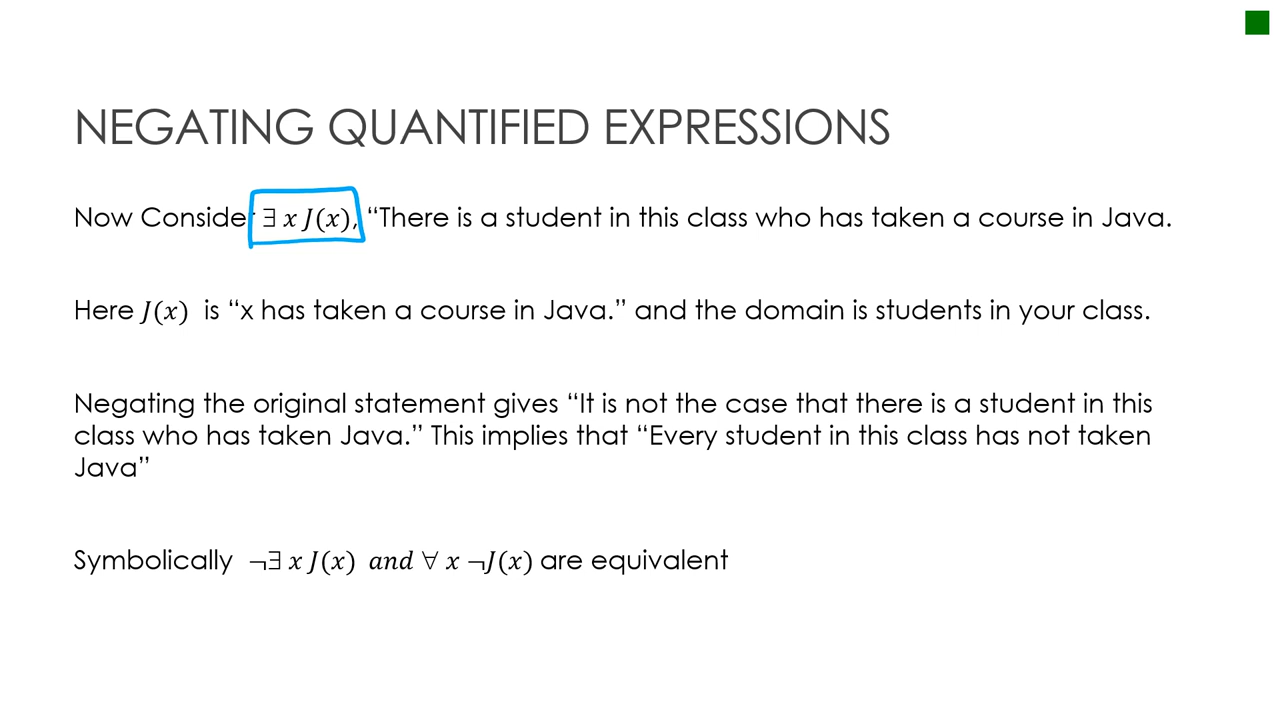 NEGATING QUANTIFIED EXPRESSIONS
Now Consider ∃ x J(x), “There is a student in this class who has taken a course in Java.
Here J(x) is “x has taken a course in Java.” and the domain is students in your class.
Negating the original statement gives “It is not the case that there is a student in this
class who has taken Java.” This implies that “Every student in this class has not taken
Java”
Symbolically ¬∃ x J(x) and ∀ x ¬J(x) are equivalent